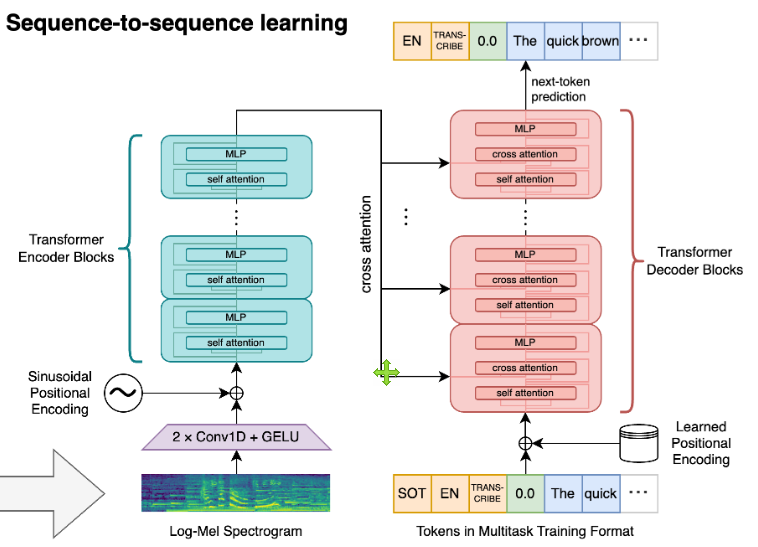 Sequence-to-sequence learning
EN TRANS-CRIBE 0.0 The quick brown ...
next-token
prediction
MLP
self attention
MLP
self attention
MLP
self attention
Transformer
Encoder Blocks
cross attention
MLP
cross attention
self attention
MLP
cross attention
self attention
MLP
cross attention
self attention
Transformer
Decoder Blocks
Sinusoidal
Positional
Encoding
2 × Conv1D + GELU
Learned
Positional
Encoding
Log-Mel Spectrogram
SOT EN TRANS-CRIBE 0.0 The quick ...
Tokens in Multitask Training Format